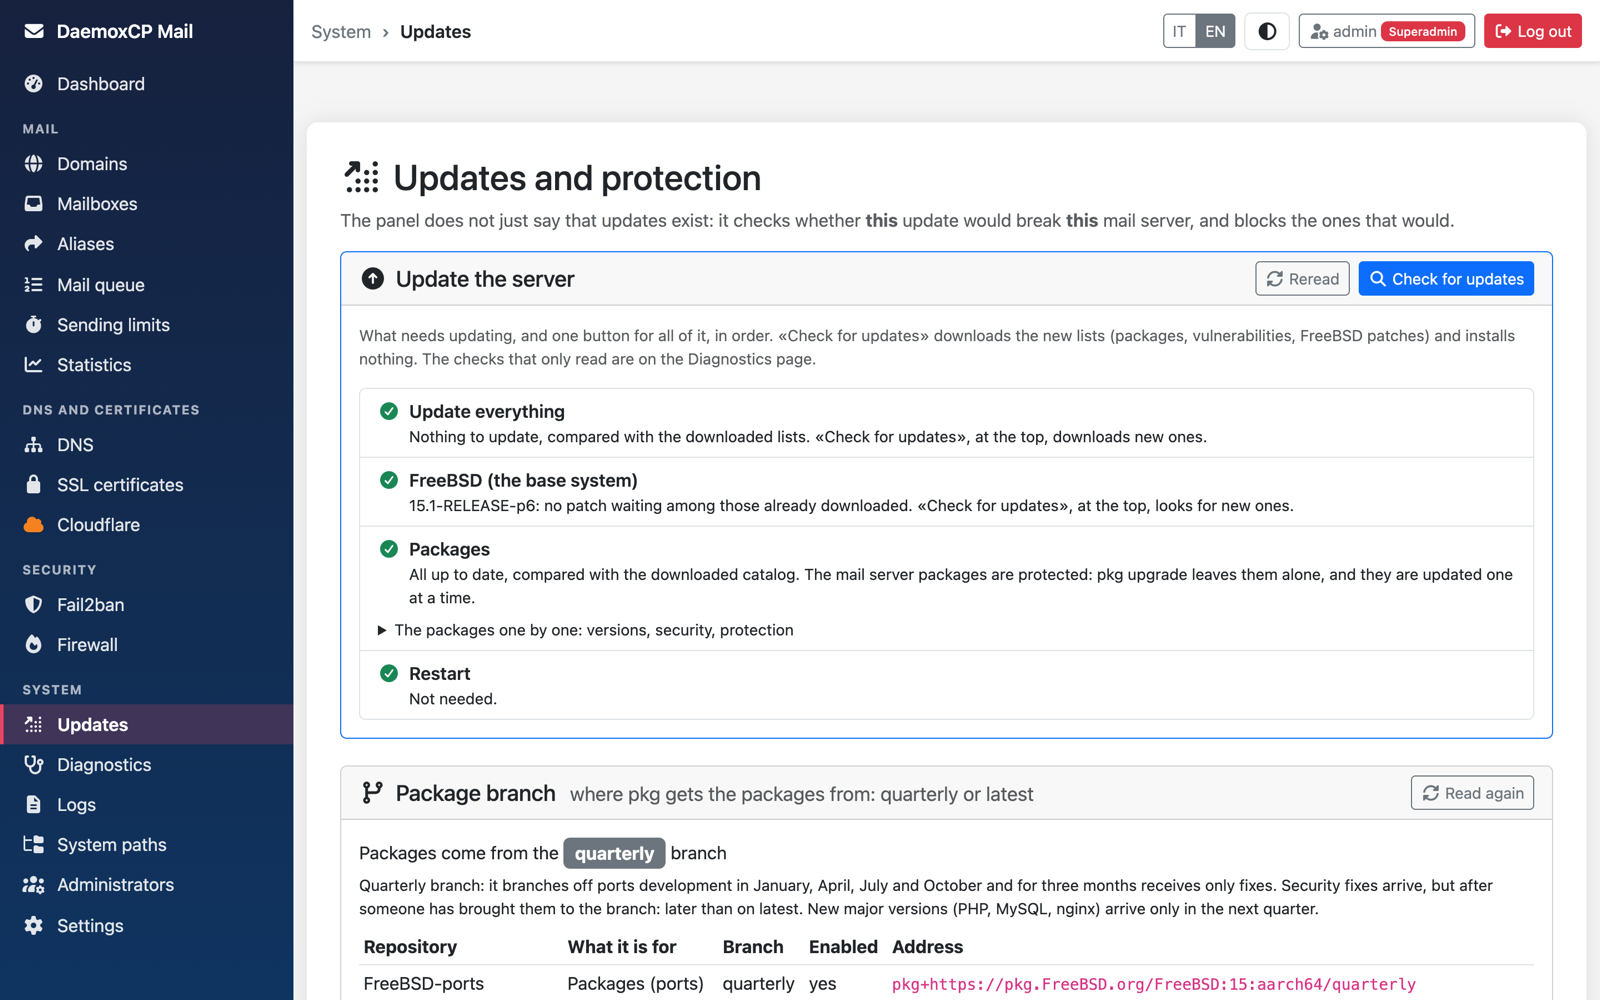 DaemoxCP Mail
Dashboard
MAIL
Domains
Mailboxes
Aliases
Mail queue
Sending limits
Statistics
DNS AND CERTIFICATES
DNS
SSL certificates
Cloudflare
SECURITY
Fail2ban
Firewall
SYSTEM
Updates
Diagnostics
Logs
System paths
Administrators
Settings
System › Updates
IT EN
admin Superadmin
Log out
Updates and protection
The panel does not just say that updates exist: it checks whether this update would break this mail server, and blocks the ones that would.
Update the server
Reread
Check for updates
What needs updating, and one button for all of it, in order. «Check for updates» downloads the new lists (packages, vulnerabilities, FreeBSD patches) and installs
nothing. The checks that only read are on the Diagnostics page.
Update everything
Nothing to update, compared with the downloaded lists. «Check for updates», at the top, downloads new ones.
FreeBSD (the base system)
15.1-RELEASE-p6: no patch waiting among those already downloaded. «Check for updates», at the top, looks for new ones.
Packages
All up to date, compared with the downloaded catalog. The mail server packages are protected: pkg upgrade leaves them alone, and they are updated one
at a time.
The packages one by one: versions, security, protection
Restart
Not needed.
Package branch where pkg gets the packages from: quarterly or latest
Read again
Packages come from the quarterly branch
Quarterly branch: it branches off ports development in January, April, July and October and for three months receives only fixes. Security fixes arrive, but after
someone has brought them to the branch: later than on latest. New major versions (PHP, MySQL, nginx) arrive only in the next quarter.
Repository What it is for Branch Enabled Address
FreeBSD-ports Packages (ports) quarterly yes pkg+https://pkg.FreeBSD.org/FreeBSD:15:aarch64/quarterly